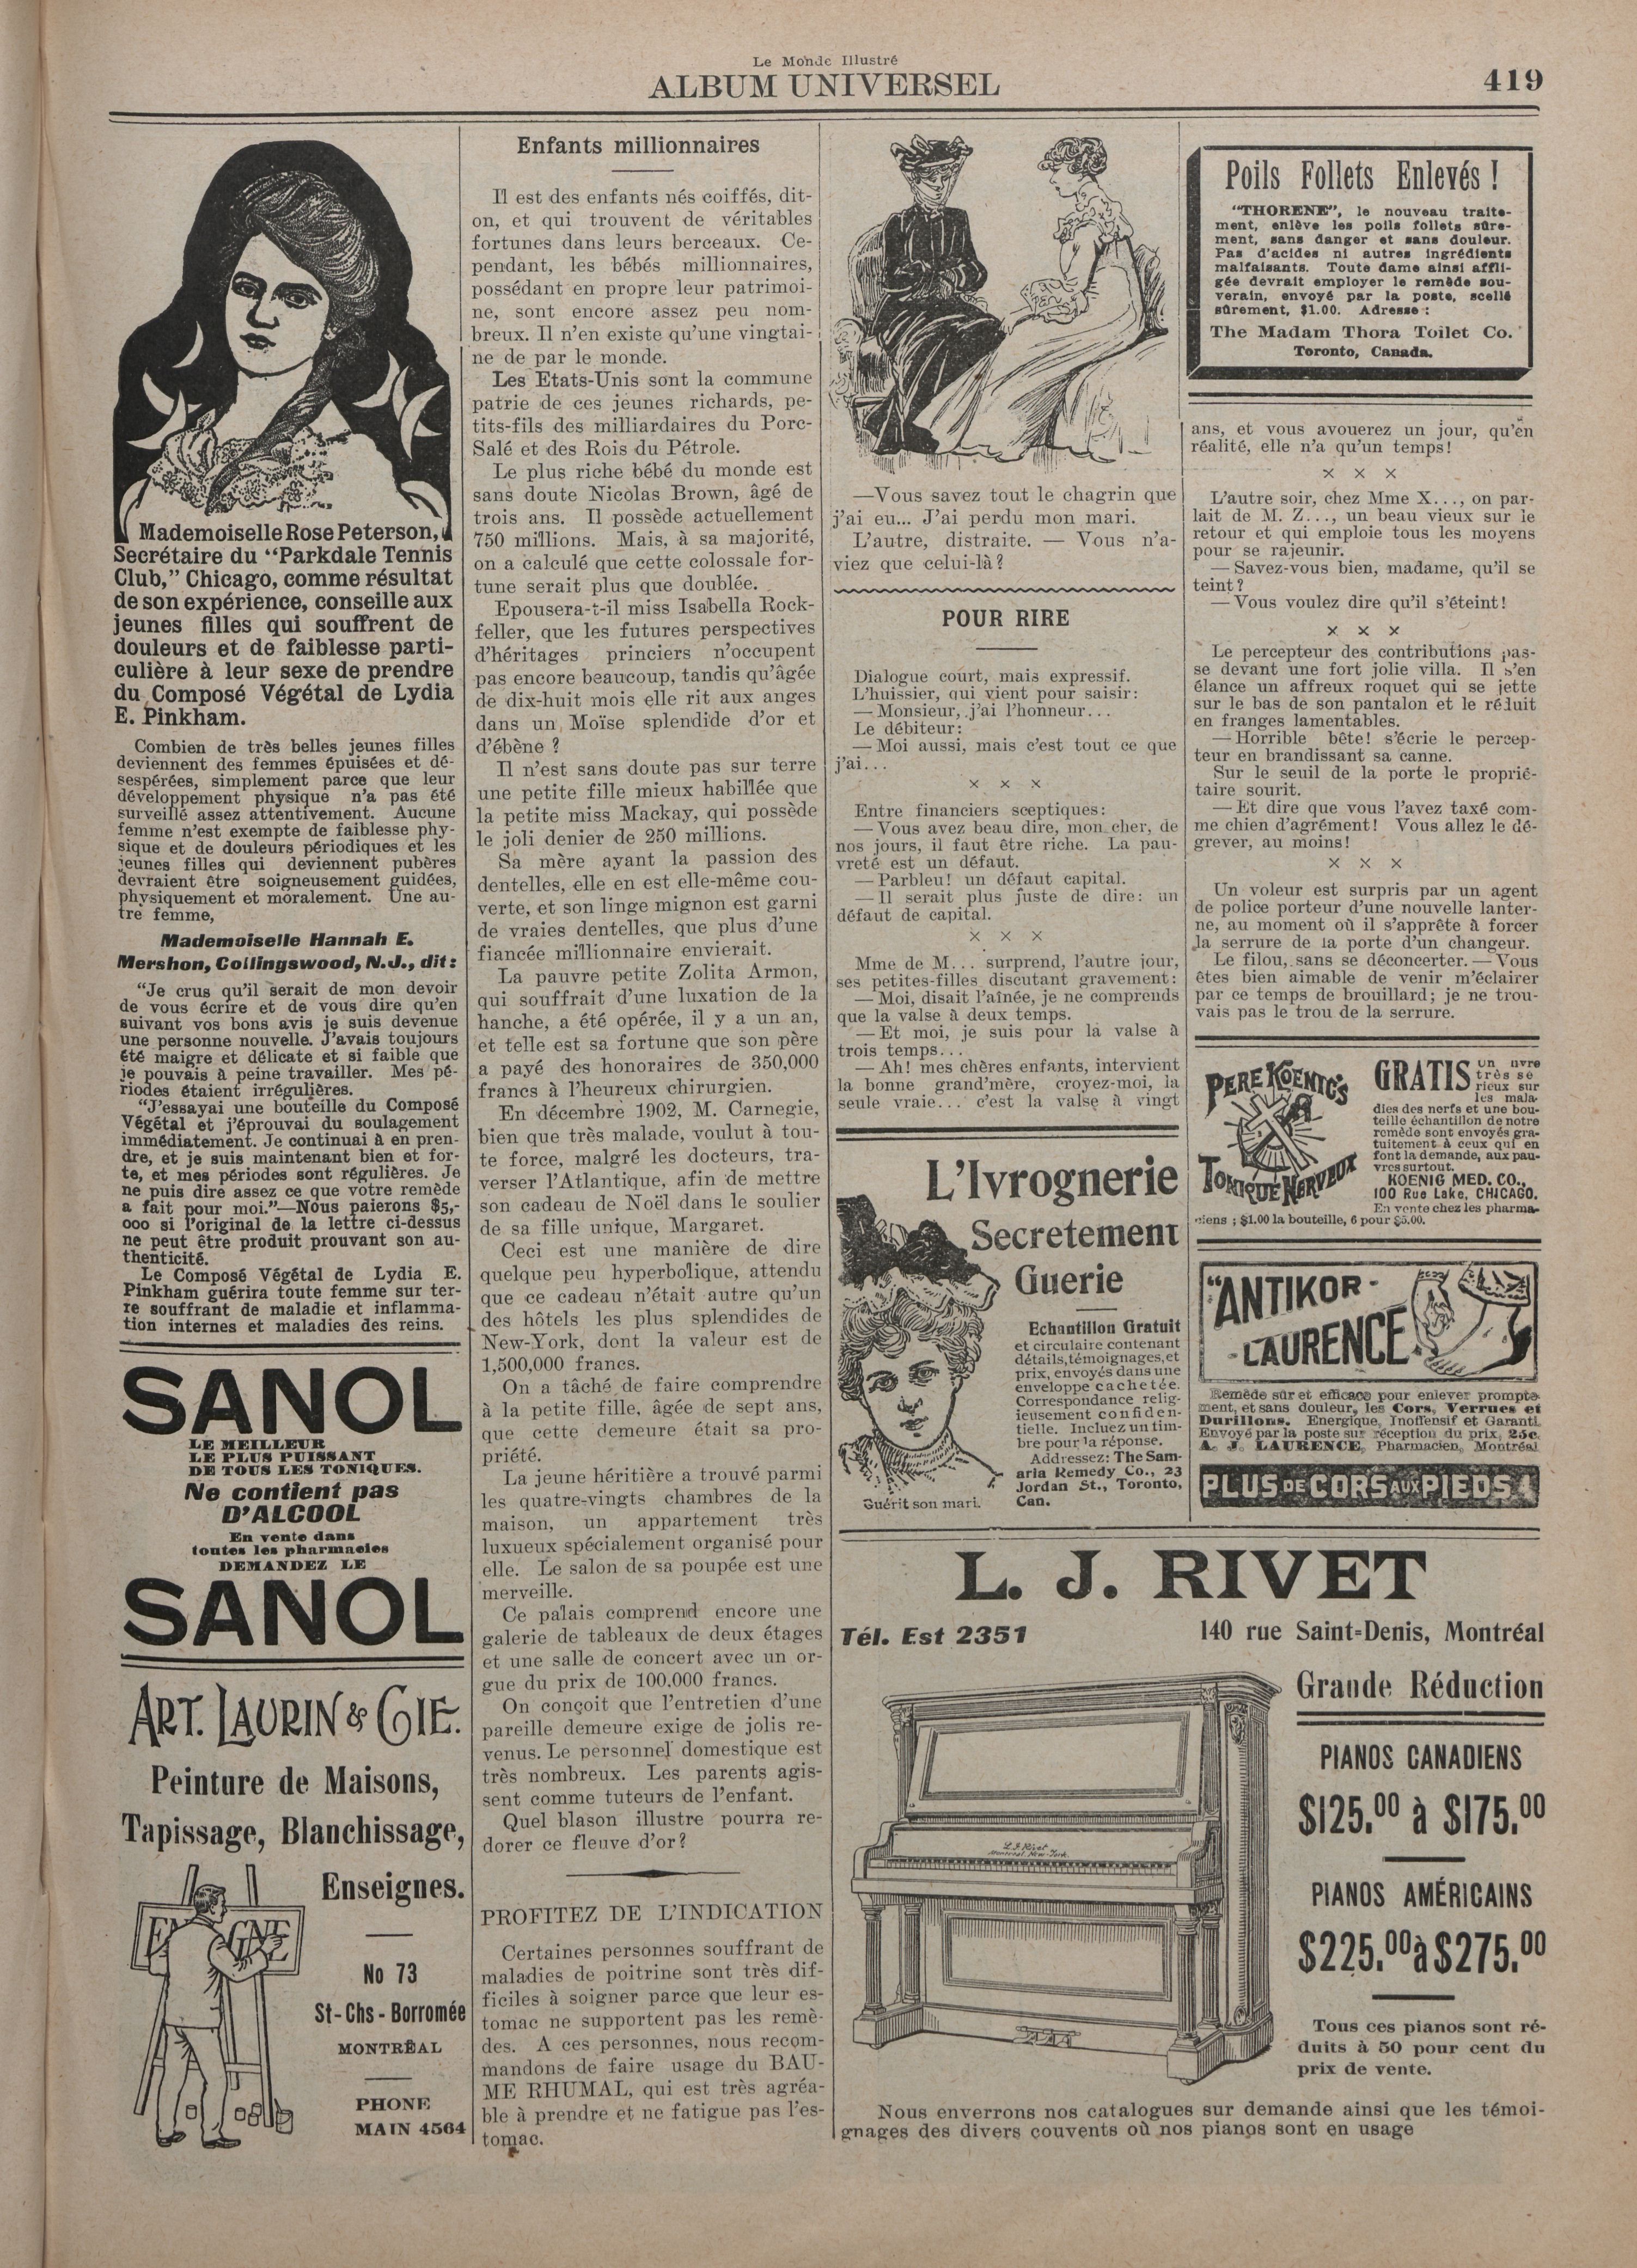 Le Monde Illustré
ALBUM UNIVERSEL
419
Mademoiselle Rose Peterson,
Secrétaire du "Parkdale Tennis
Club," Chicago, comme résultat
de son expérience, conseille aux
jeunes filles qui souffrent de
douleurs et de faiblesse parti-
culière à leur sexe de prendre
du Composé Végétal de Lydia
E. Pinkham.
Combien de très belles jeunes filles
deviennent des femmes épuisées et dé-
sespérées, simplement parce que leur
développement physique n'a pas été
surveillé assez attentivement. Aucune
femme n'est exempte de faiblesse phy-
sique et de douleurs périodiques et les
jeunes filles qui deviennent pubères
devraient être soigneusement guidées,
physiquement et moralement. Une au-
tre femme,
Mademoiselle Hannah E.
Mershon, Collingswood, N.J., dit:
"Je crus qu'il serait de mon devoir
de vous écrire et de vous dire qu'en
suivant vos bons avis je suis devenue
une personne nouvelle. J'avais toujours
été maigre et délicate et si faible que
je pouvais à peine travailler. Mes pé-
riodes étaient irrégulières.
"J'essayai une bouteille du Composé
Végétal et j'éprouvai du soulagement
immédiatement. Je continuai à en pren-
dre, et je suis maintenant bien et for-
te, et mes périodes sont régulières. Je
ne puis dire assez ce que votre remède
a fait pour moi."—Nous paierons $5,-
000 si l'original de la lettre ci-dessus
ne peut être produit prouvant son au-
thenticité.
Le Composé Végétal de Lydia E.
Pinkham guérira toute femme sur ter-
re souffrant de maladie et inflamma-
tion internes et maladies des reins.
SANOL
LE MEILLEUR
LE PLUS PUISSANT
DE TOUS LES TONIQUES.
Ne contient pas
D'ALCOOL
En vente dans
toutes les pharmacies
DEMANDEZ LE
SANOL
ART. LAURIN & CIE.
Peinture de Maisons,
Tapissage, Blanchissage,
Enseignes.
EN GNE
No 73
St-Chs-Borromée
MONTRÉAL
PHONE
MAIN 4564
Enfants millionnaires
Il est des enfants nés coiffés, dit-
on, et qui trouvent de véritables
fortunes dans leurs berceaux. Ce-
pendant, les bébés millionnaires,
possédant en propre leur patrimoi-
ne, sont encore assez peu nom-
breux. Il n'en existe qu'une vingtai-
ne de par le monde.
Les Etats-Unis sont la commune
patrie de ces jeunes richards, pe-
tits-fils des milliardaires du Porc-
Salé et des Rois du Pétrole.
Le plus riche bébé du monde est
sans doute Nicolas Brown, âgé de
trois ans. Il possède actuellement
750 millions. Mais, à sa majorité,
on a calculé que cette colossale for-
tune serait plus que doublée.
Epousera-t-il miss Isabella Rock-
feller, que les futures perspectives
d'héritages princiers n'occupent
pas encore beaucoup, tandis qu'âgée
de dix-huit mois elle rit aux anges
dans un Moïse splendide d'or et
d'ébène ?
Il n'est sans doute pas sur terre
une petite fille mieux habillée que
la petite miss Mackay, qui possède
le joli denier de 250 millions.
Sa mère ayant la passion des
dentelles, elle en est elle-même cou-
verte, et son linge mignon est garni
de vraies dentelles, que plus d'une
fiancée millionnaire envierait.
La pauvre petite Zolita Armon,
qui souffrait d'une luxation de la
hanche, a été opérée, il y a un an,
et telle est sa fortune que son père
a payé des honoraires de 350,000
francs à l'heureux chirurgien.
En décembre 1902, M. Carnegie,
bien que très malade, voulut à tou-
te force, malgré les docteurs, tra-
verser l'Atlantique, afin de mettre
son cadeau de Noël dans le soulier
de sa fille unique, Margaret.
Ceci est une manière de dire
quelque peu hyperbolique, attendu
que ce cadeau n'était autre qu'un
des hôtels les plus splendides de
New-York, dont la valeur est de
1,500,000 francs.
On a tâché de faire comprendre
à la petite fille, âgée de sept ans,
que cette demeure était sa pro-
priété.
La jeune héritière a trouvé parmi
les quatre-vingts chambres de la
maison, un appartement très
luxueux spécialement organisé pour
elle. Le salon de sa poupée est une
merveille.
Ce palais comprend encore une
galerie de tableaux de deux étages
et une salle de concert avec un or-
gue du prix de 100,000 francs.
On conçoit que l'entretien d'une
pareille demeure exige de jolis re-
venus. Le personnel domestique est
très nombreux. Les parents agis-
sent comme tuteurs de l'enfant.
Quel blason illustre pourra re-
dorer ce fleuve d'or?
PROFITEZ DE L'INDICATION
Certaines personnes souffrant de
maladies de poitrine sont très dif-
ficiles à soigner parce que leur es-
tomac ne supportent pas les remè-
des. A ces personnes, nous recom-
mandons de faire usage du BAU-
ME RHUMAL, qui est très agréa-
ble à prendre et ne fatigue pas l'es-
tomac.
—Vous savez tout le chagrin que
j'ai eu... J'ai perdu mon mari.
L'autre, distraite. — Vous n'a-
viez que celui-là?
POUR RIRE
Dialogue court, mais expressif.
L'huissier, qui vient pour saisir:
—Monsieur, j'ai l'honneur...
Le débiteur:
—Moi aussi, mais c'est tout ce que
j'ai...
× × ×
Entre financiers sceptiques:
—Vous avez beau dire, mon cher, de
nos jours, il faut être riche. La pau-
vreté est un défaut.
—Parbleu! un défaut capital.
—Il serait plus juste de dire: un
défaut de capital.
× × ×
Mme de M... surprend, l'autre jour,
ses petites-filles discutant gravement:
—Moi, disait l'aînée, je ne comprends
que la valse à deux temps.
—Et moi, je suis pour la valse à
trois temps...
—Ah! mes chères enfants, intervient
la bonne grand'mère, croyez-moi, la
seule vraie... c'est la valse à vingt
L'Ivrognerie
Secretement
Guerie
Echantillon Gratuit
et circulaire contenant
détails, témoignages, et
prix, envoyés dans une
enveloppe cachetée.
Correspondance relig-
ieusement confiden-
tielle. Incluez un tim-
bre pour la réponse.
Addressez: The Sam-
aria Remedy Co., 23
Jordan St., Toronto,
Can.
Guérit son mari.
Poils Follets Enlevés !
"THORENE", le nouveau traite-
ment, enlève les poils follets sûre-
ment, sans danger et sans douleur.
Pas d'acides ni autres ingrédients
malfaisants. Toute dame ainsi affli-
gée devrait employer le remède sou-
verain, envoyé par la poste, scellé
sûrement, $1.00. Adresse :
The Madam Thora Toilet Co.
Toronto, Canada.
ans, et vous avouerez un jour, qu'en
réalité, elle n'a qu'un temps!
× × ×
L'autre soir, chez Mme X..., on par-
lait de M. Z..., un beau vieux sur le
retour et qui emploie tous les moyens
pour se rajeunir.
—Savez-vous bien, madame, qu'il se
teint?
—Vous voulez dire qu'il s'éteint!
× × ×
Le percepteur des contributions pas-
se devant une fort jolie villa. Il s'en
élance un affreux roquet qui se jette
sur le bas de son pantalon et le réduit
en franges lamentables.
—Horrible bête! s'écrie le percep-
teur en brandissant sa canne.
Sur le seuil de la porte le proprié-
taire sourit.
—Et dire que vous l'avez taxé com-
me chien d'agrément! Vous allez le dé-
grever, au moins!
× × ×
Un voleur est surpris par un agent
de police porteur d'une nouvelle lanter-
ne, au moment où il s'apprête à forcer
la serrure de la porte d'un changeur.
Le filou, sans se déconcerter.—Vous
êtes bien aimable de venir m'éclairer
par ce temps de brouillard; je ne trou-
vais pas le trou de la serrure.
PERE KOENIG'S
TONIQUE NERVEUX
GRATIS un livre
très sé
rieux sur
les mala-
dies des nerfs et une bou-
teille échantillon de notre
remède sont envoyés gra-
tuitement à ceux qui en
font la demande, aux pau-
vres surtout.
KOENIG MED. CO.,
100 Rue Lake, CHICAGO.
En vente chez les pharma-
ciens ; $1.00 la bouteille, 6 pour $5.00.
"ANTIKOR-
-LAURENCE"
Remède sûr et efficace pour enlever prompte-
ment, et sans douleur, les Cors, Verrues et
Durillons. Energique, Inoffensif et Garanti.
Envoyé par la poste sur réception du prix, 25c.
A. J. LAURENCE, Pharmacien, Montréal
PLUS DE CORS AUX PIEDS!
L. J. RIVET
Tél. Est 2351
140 rue Saint-Denis, Montréal
L. J. Rivet
Montreal, New-York.
Grande Réduction
PIANOS CANADIENS
$125.00 à $175.00
PIANOS AMÉRICAINS
$225.00 à $275.00
Tous ces pianos sont ré-
duits à 50 pour cent du
prix de vente.
Nous enverrons nos catalogues sur demande ainsi que les témoi-
gnages des divers couvents où nos pianos sont en usage